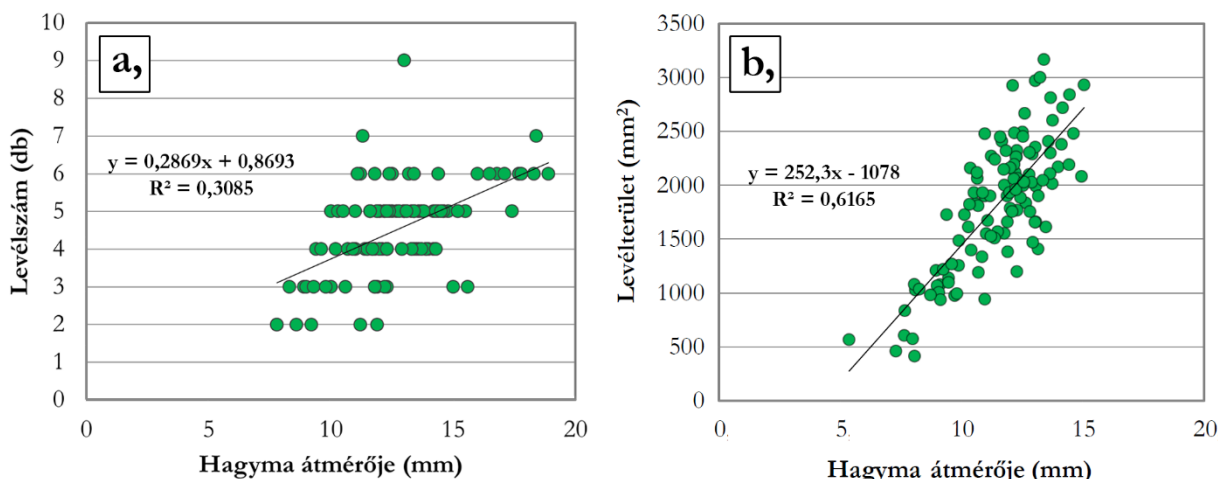 a,
10
9
8
7
6
5
4
3
2
1
0
Levélszám (db)
y = 0,2869x + 0,8693
R² = 0,3085
0 5 10 15 20
Hagyma átmérője (mm)
b,
3500
3000
2500
2000
1500
1000
500
0
Levélterület (mm²)
y = 252,3x - 1078
R² = 0,6165
0 5 10 15 20
Hagyma átmérője (mm)